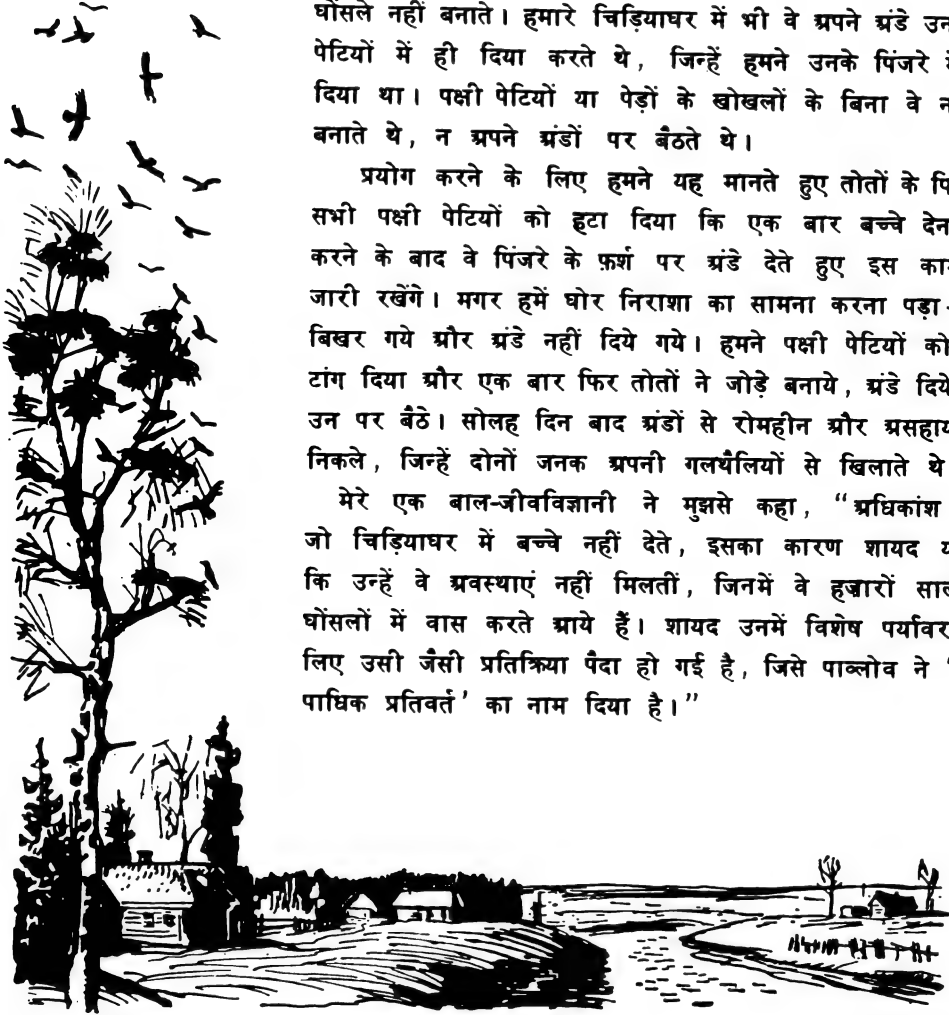 घोंसले नहीं बनाते। हमारे चिड़ियाघर में भी वे अपने अंडे उन
पेटियों में ही दिया करते थे, जिन्हें हमने उनके पिंजरे में
दिया था। पक्षी पेटियों या पेड़ों के खोखलों के बिना वे न
बनाते थे, न अपने अंडों पर बैठते थे।
प्रयोग करने के लिए हमने यह मानते हुए तोतों के पिं
सभी पक्षी पेटियों को हटा दिया कि एक बार बच्चे देन
करने के बाद वे पिंजरे के फ़र्श पर अंडे देते हुए इस का
जारी रखेंगे। मगर हमें घोर निराशा का सामना करना पड़ा-
बिखर गये और अंडे नहीं दिये गये। हमने पक्षी पेटियों को
टांग दिया और एक बार फिर तोतों ने जोड़े बनाये, अंडे दिये
उन पर बैठे। सोलह दिन बाद अंडों से रोमहीन और असहाय
निकले, जिन्हें दोनों जनक अपनी गलथैलियों से खिलाते थे
मेरे एक बाल-जीवविज्ञानी ने मुझसे कहा, “अधिकांश
जो चिड़ियाघर में बच्चे नहीं देते, इसका कारण शायद य
कि उन्हें वे अवस्थाएं नहीं मिलतीं, जिनमें वे हज़ारों साल
घोंसलों में वास करते आये हैं। शायद उनमें विशेष पर्यावर
लिए उसी जैसी प्रतिक्रिया पैदा हो गई है, जिसे पाव्लोव ने ‘
पाधिक प्रतिवर्त’ का नाम दिया है।”